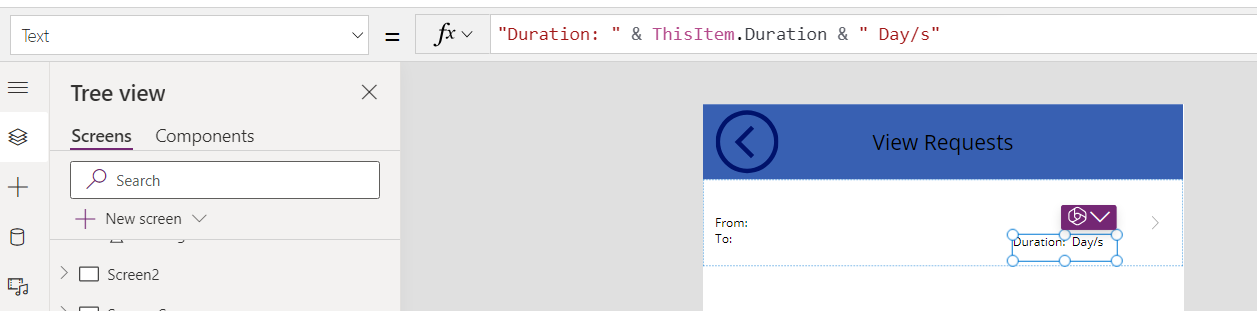 Text = fx "Duration: " & ThisItem.Duration & " Day/s"
Tree view
Screens Components
Search
New screen
Screen2
View Requests
From:
To:
Duration: Day/s